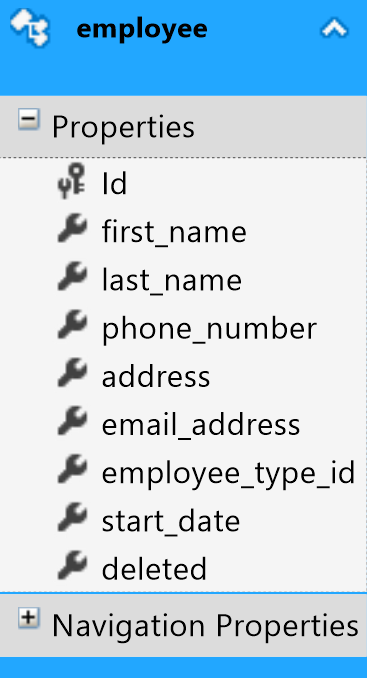 employee
Properties
Id
first_name
last_name
phone_number
address
email_address
employee_type_id
start_date
deleted
Navigation Properties